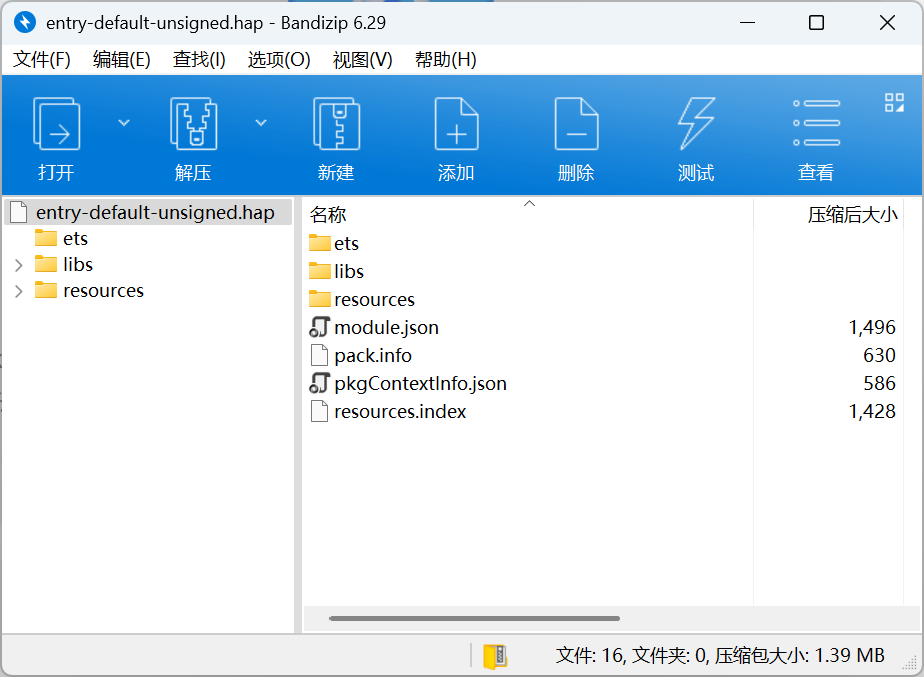 entry-default-unsigned.hap - Bandizip 6.29
文件(F) 编辑(E) 查找(I) 选项(O) 视图(V) 帮助(H)
打开 解压 新建 添加 删除 测试 查看
entry-default-unsigned.hap
ets
libs
resources
名称 压缩后大小
ets
libs
resources
module.json 1,496
pack.info 630
pkgContextInfo.json 586
resources.index 1,428
文件: 16, 文件夹: 0, 压缩包大小: 1.39 MB